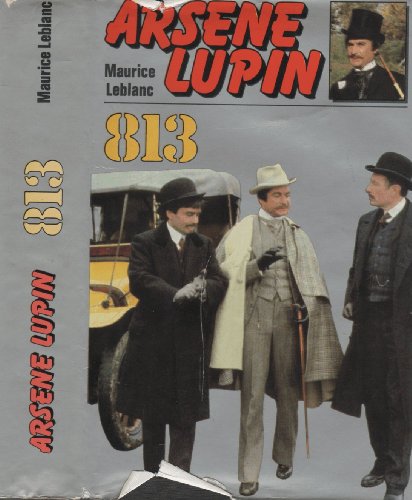 Maurice Leblanc
813
ARSENE LUPIN
ARSENE
LUPIN
Maurice
Leblanc
813